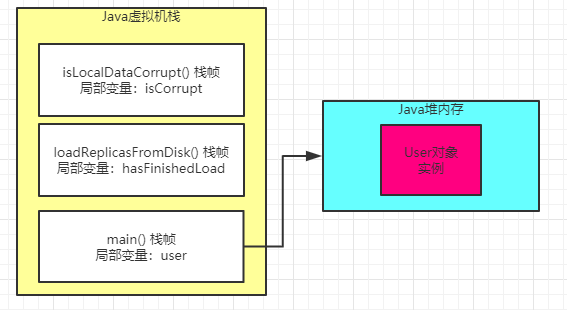 Java虚拟机栈
isLocalDataCorrupt() 栈帧
局部变量：isCorrupt
loadReplicasFromDisk() 栈帧
局部变量：hasFinishedLoad
main() 栈帧
局部变量：user
Java堆内存
User对象
实例